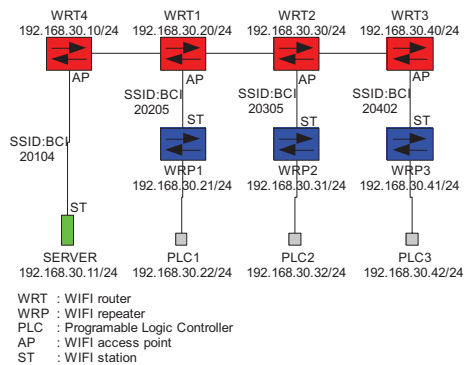 WRT4 WRT1 WRT2 WRT3
192.168.30.10/24 192.168.30.20/24 192.168.30.30/24 192.168.30.40/24
AP AP AP AP
SSID:BCI SSID:BCI SSID:BCI
20205 20305 20402
ST ST ST
SSID:BCI
20104
WRP1 WRP2 WRP3
192.168.30.21/24 192.168.30.31/24 192.168.30.41/24
ST
SERVER PLC1 PLC2 PLC3
192.168.30.11/24 192.168.30.22/24 192.168.30.32/24 192.168.30.42/24
WRT : WIFI router
WRP : WIFI repeater
PLC : Programable Logic Controller
AP : WIFI access point
ST : WIFI station